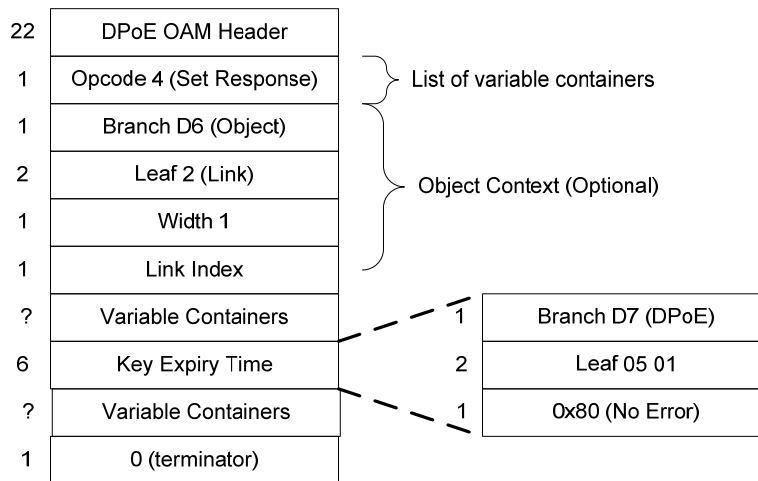 22 DPoE OAM Header
1 Opcode 4 (Set Response) List of variable containers
1 Branch D6 (Object)
2 Leaf 2 (Link)
Object Context (Optional)
1 Width 1
1 Link Index
? Variable Containers
6 Key Expiry Time
? Variable Containers
1 0 (terminator)
1 Branch D7 (DPoE)
2 Leaf 05 01
1 0x80 (No Error)